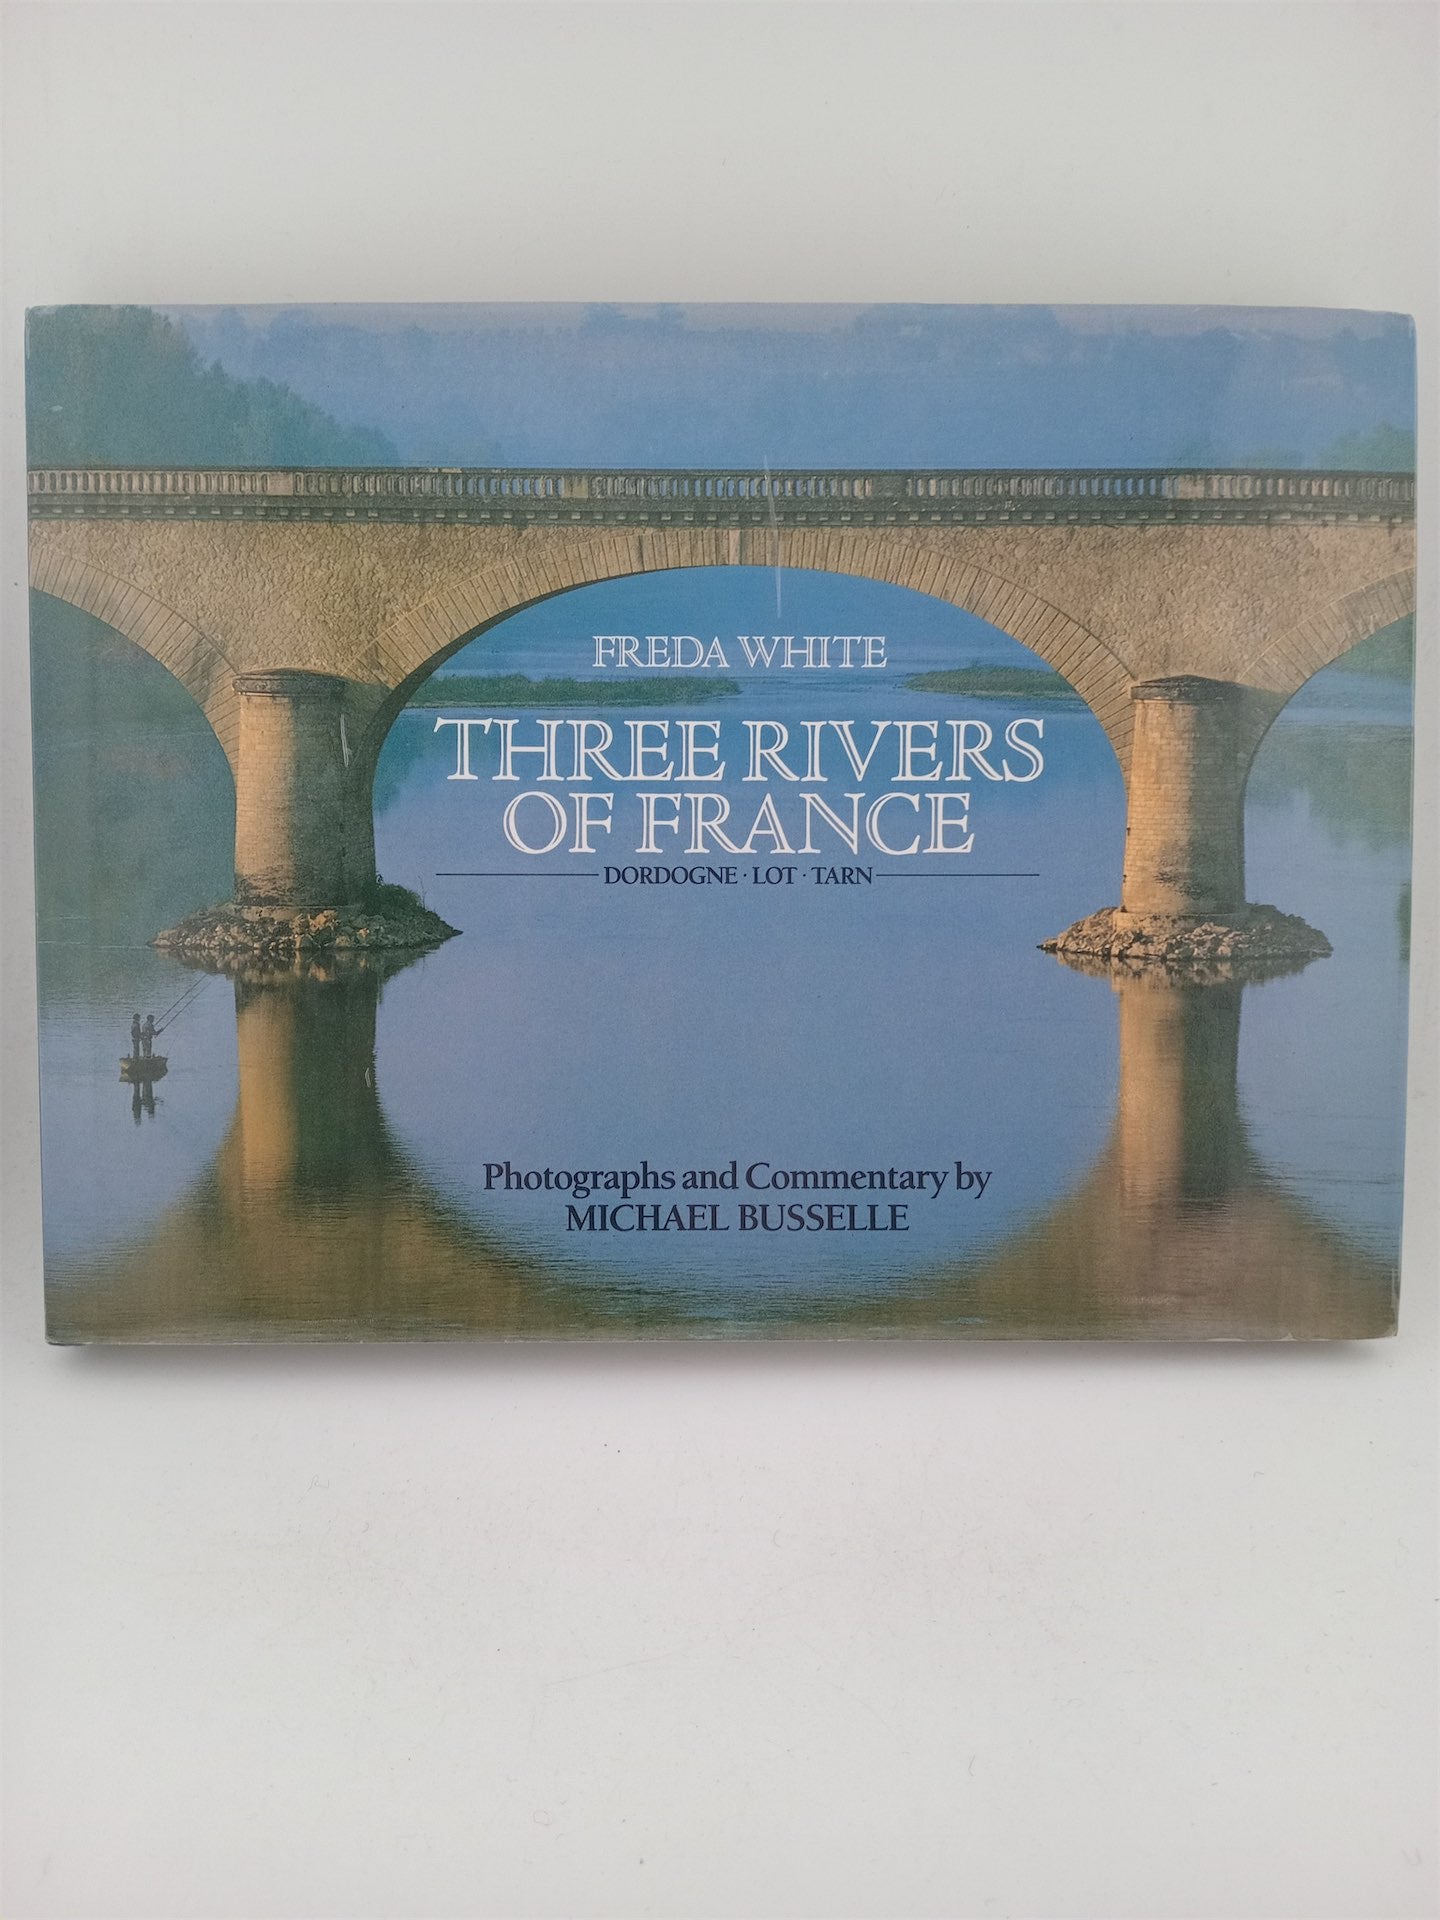 FREDA WHITE
THREE RIVERS
OF FRANCE
DORDOGNE · LOT · TARN
Photographs and Commentary by
MICHAEL BUSSELLE